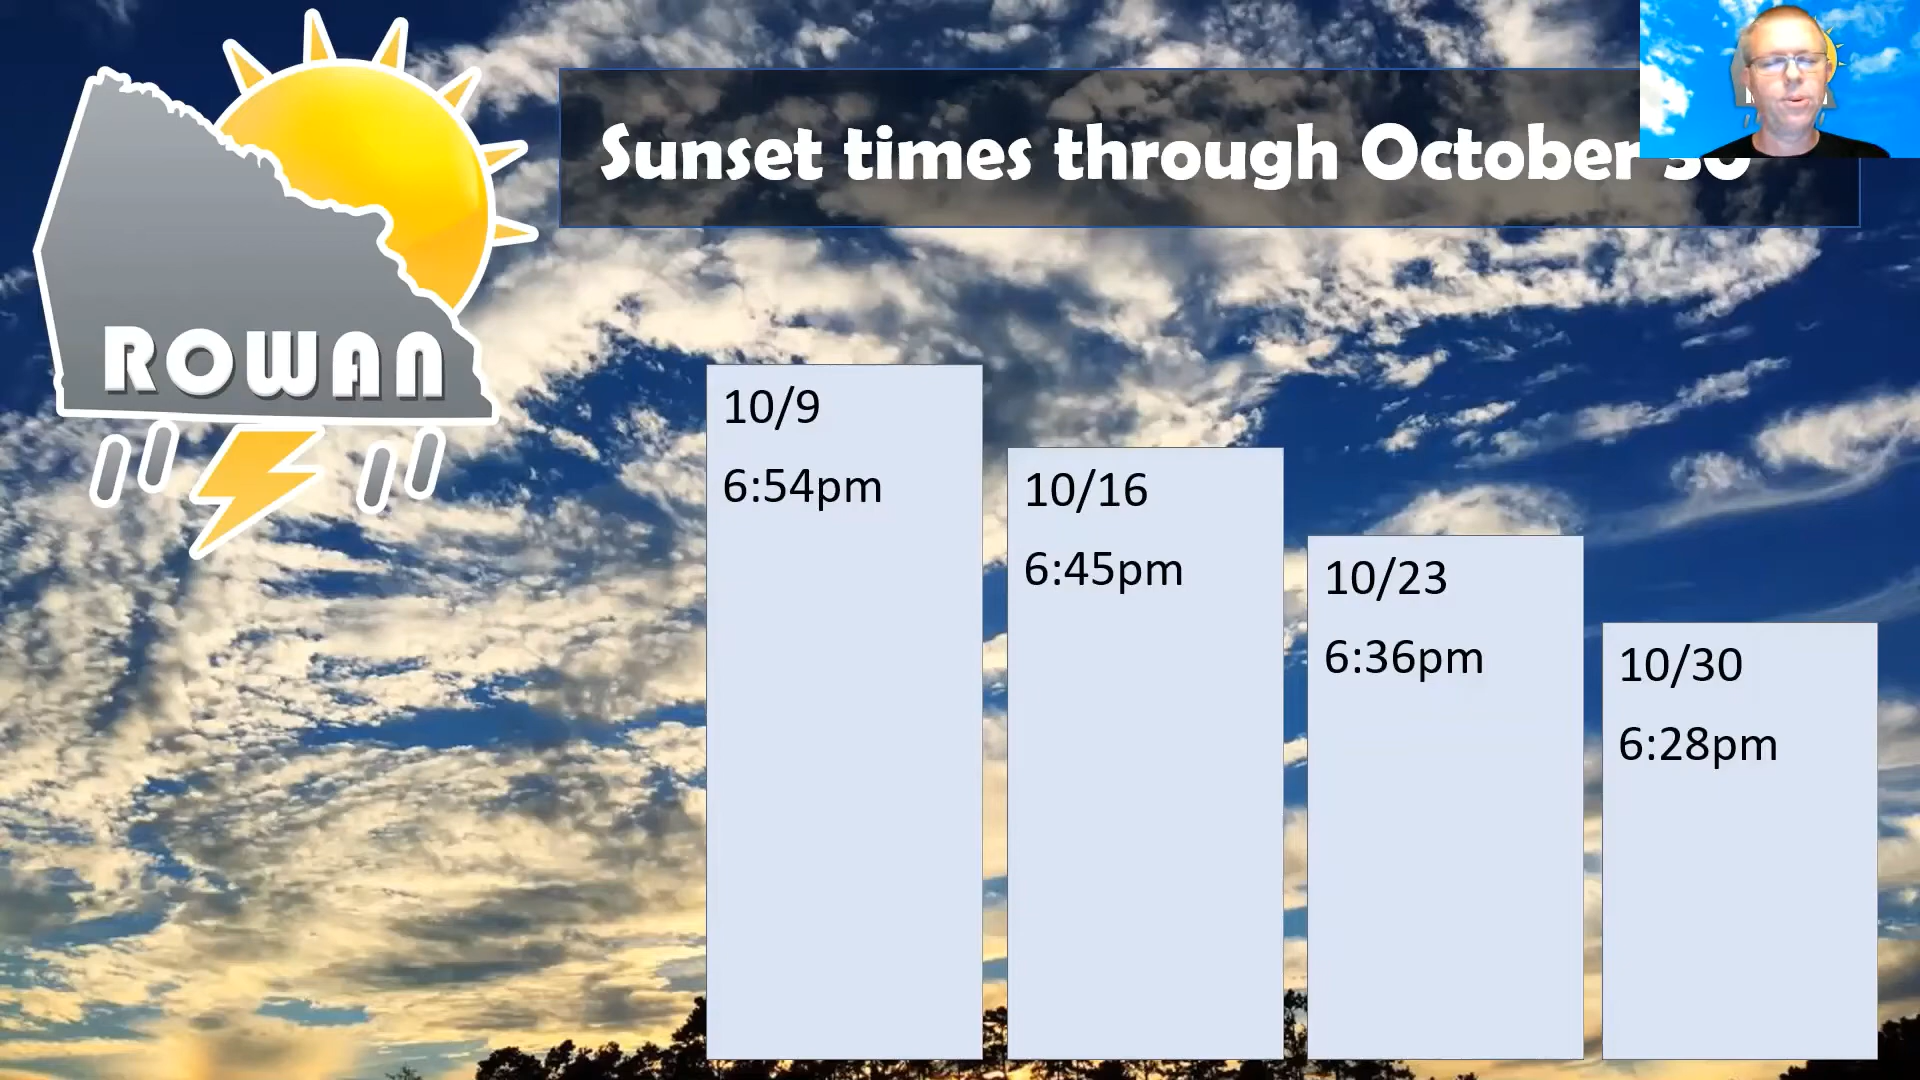 Sunset times through October 30
ROWAN
10/9
6:54pm
10/16
6:45pm
10/23
6:36pm
10/30
6:28pm